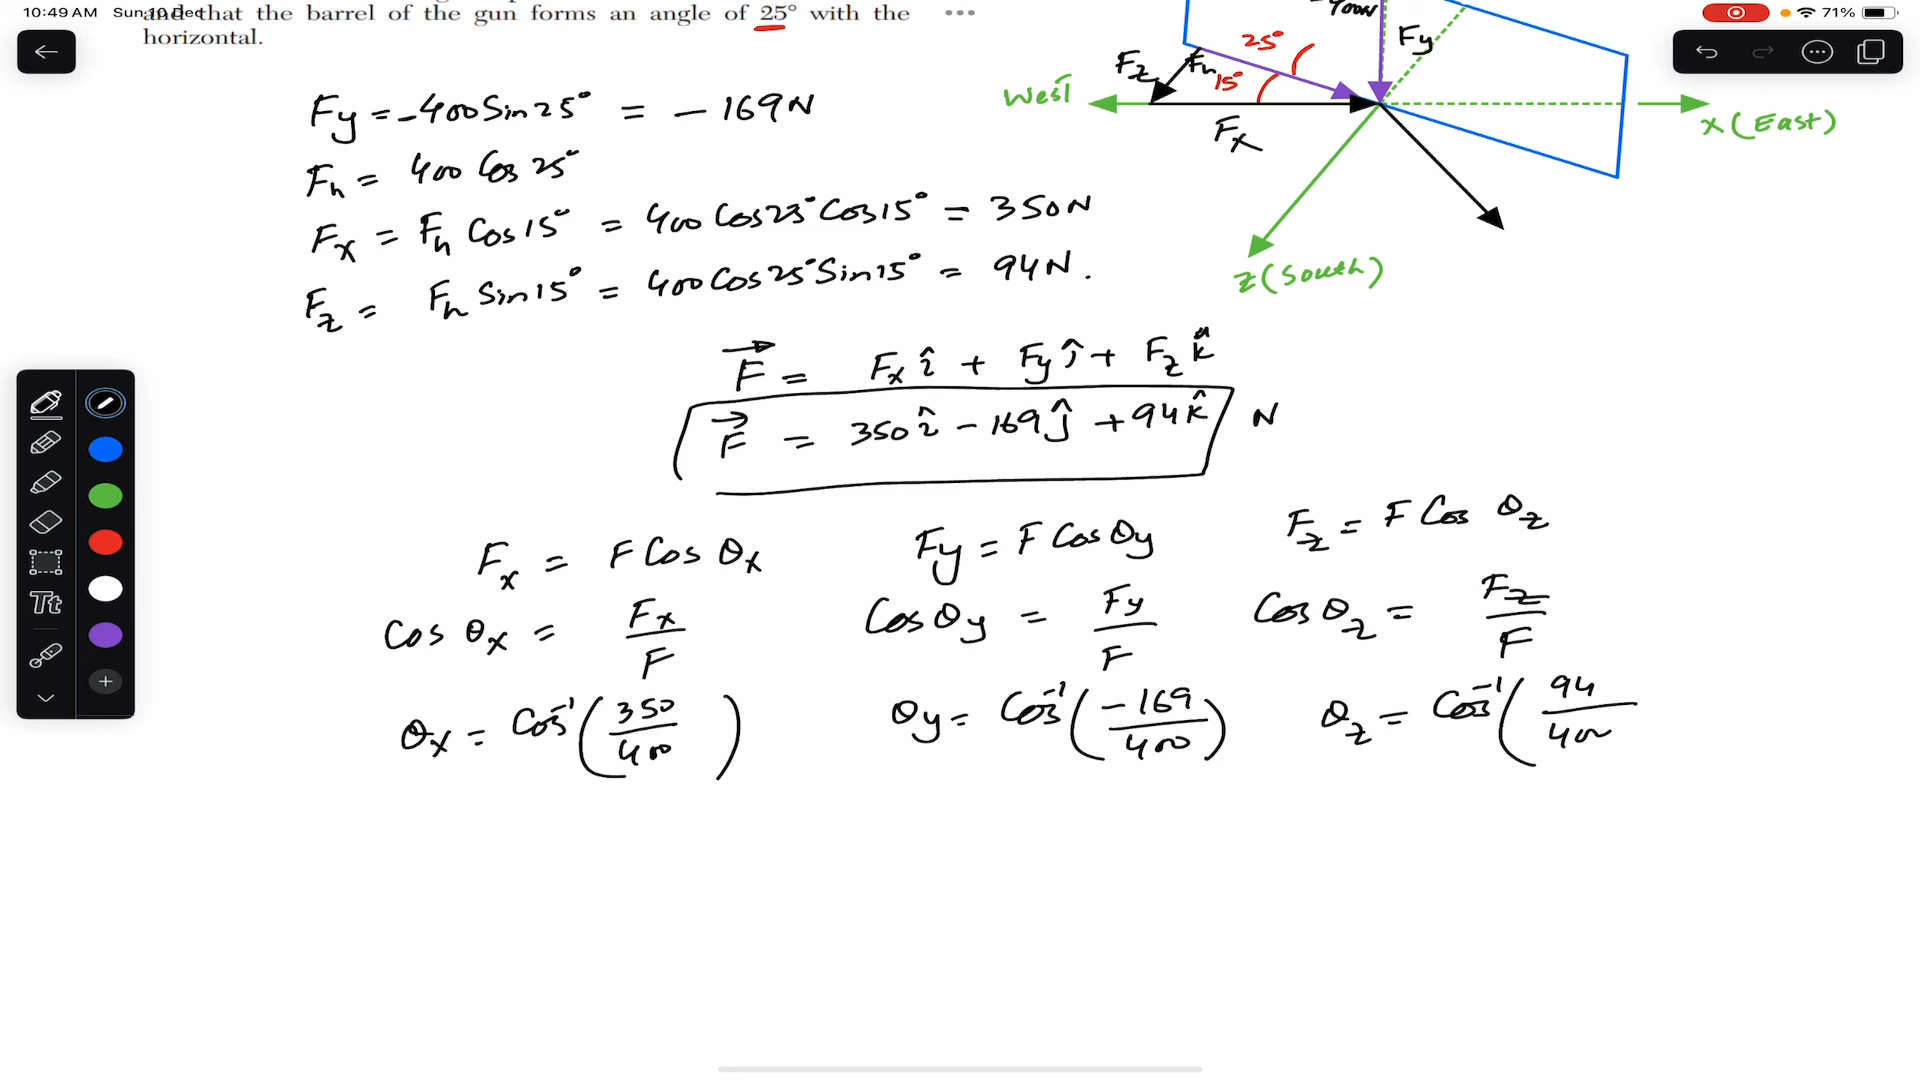 10:49 AM Sun 10 Dec
71%
and that the barrel of the gun forms an angle of 25° with the
horizontal.
400N
Fy
25°
Fz
Fh
15°
West
Fx
x (East)
z (South)
Fy = -400 Sin 25° = - 169 N
Fh = 400 Cos 25°
Fx = Fh Cos 15° = 400 Cos 25° Cos 15° = 350 N
Fz = Fh Sin 15° = 400 Cos 25° Sin 15° = 94 N.
F⃗ = Fx î + Fy ĵ + Fz k̂
F⃗ = 350 î - 169 ĵ + 94 k̂ N
Fx = F Cos θx
Fy = F Cos θy
Fz = F Cos θz
Cos θx = Fx/F
Cos θy = Fy/F
Cos θz = Fz/F
θx = Cos⁻¹(350/400)
θy = Cos⁻¹(-169/400)
θz = Cos⁻¹(94/400
Tt